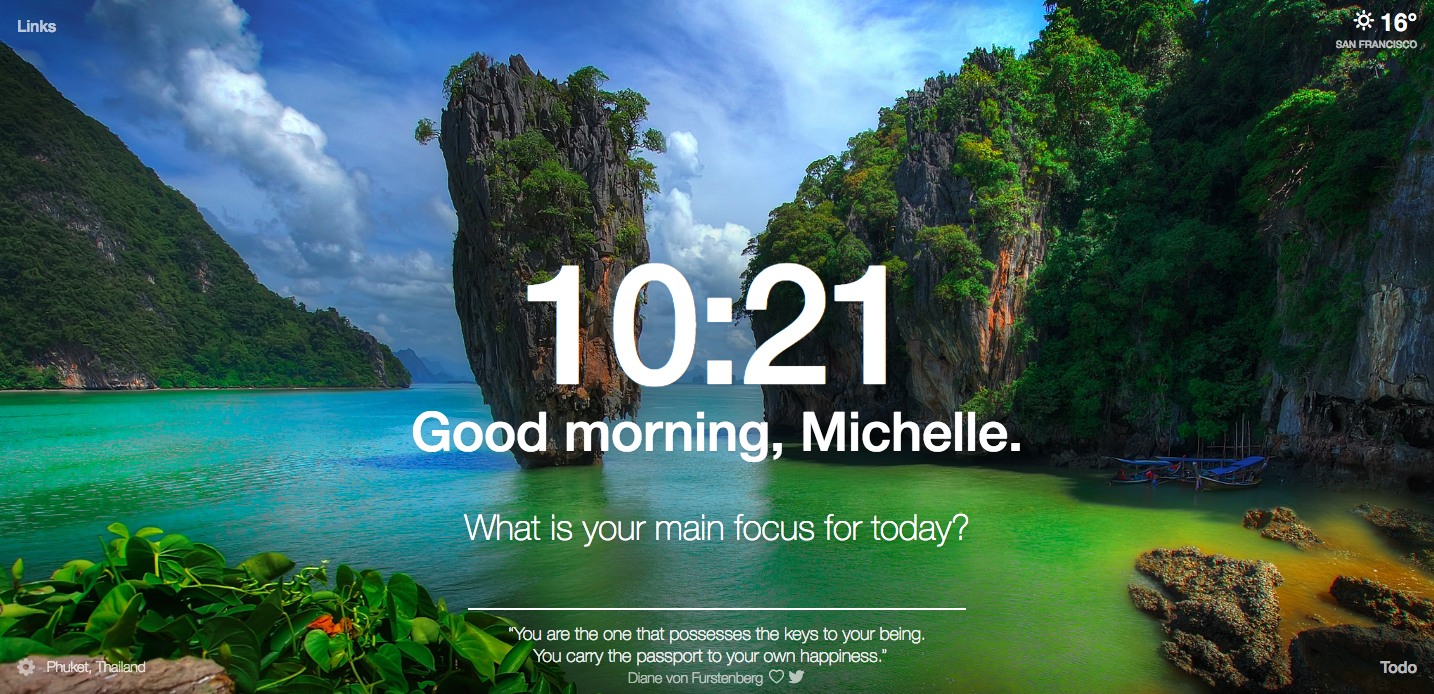 Links
16°
SAN FRANCISCO
10:21
Good morning, Michelle.
What is your main focus for today?
“You are the one that possesses the keys to your being.
You carry the passport to your own happiness.”
Diane von Furstenberg
Phuket, Thailand
Todo